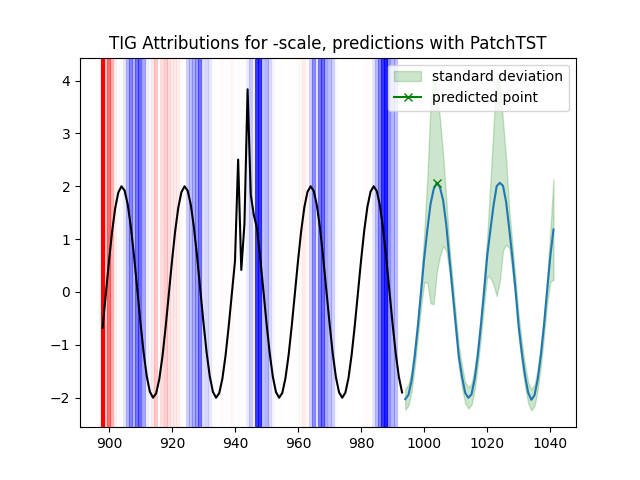 TIG Attributions for -scale, predictions with PatchTST
standard deviation
predicted point
4
3
2
1
0
−1
−2
900 920 940 960 980 1000 1020 1040